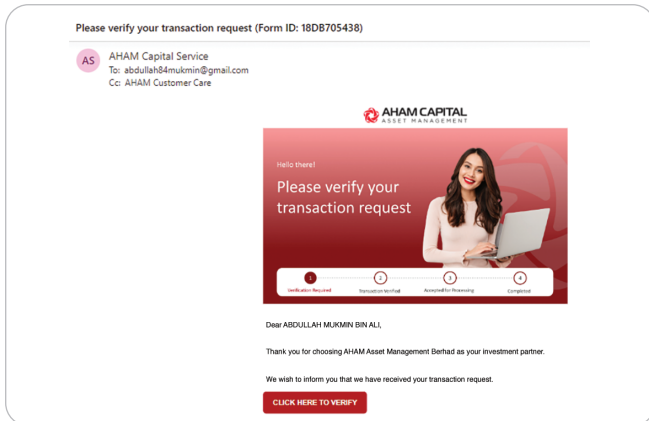 Please verify your transaction request (Form ID: 18DB705438)
AS
AHAM Capital Service
To: abdullah84mukmin@gmail.com
Cc: AHAM Customer Care
AHAM CAPITAL
ASSET MANAGEMENT
Hello there!
Please verify your
transaction request
1 2 3 4
Verification Required Transaction Verified Accepted for Processing Completed
Dear ABDULLAH MUKMIN BIN ALI,
Thank you for choosing AHAM Asset Management Berhad as your investment partner.
We wish to inform you that we have received your transaction request.
CLICK HERE TO VERIFY